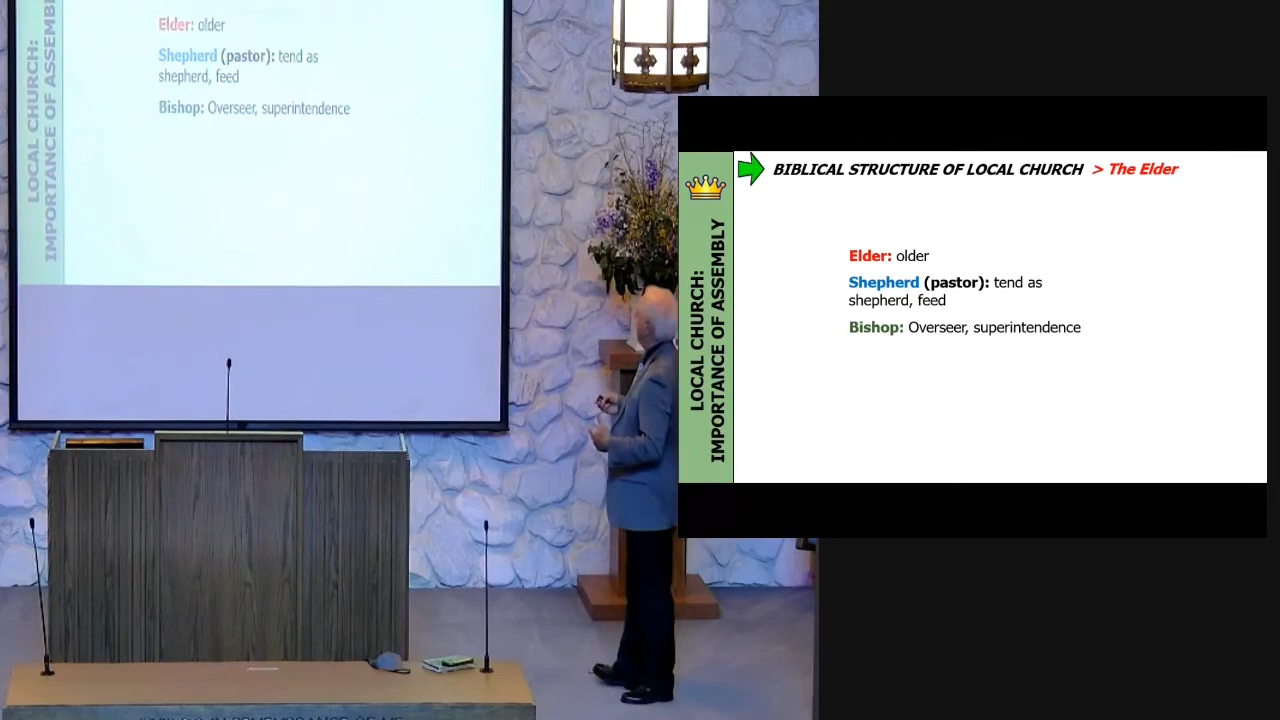 LOCAL CHURCH:
IMPORTANCE OF ASSEMB
Elder: older
Shepherd (pastor): tend as
shepherd, feed
Bishop: Overseer, superintendence
LOCAL CHURCH:
IMPORTANCE OF ASSEMBLY
BIBLICAL STRUCTURE OF LOCAL CHURCH > The Elder
Elder: older
Shepherd (pastor): tend as
shepherd, feed
Bishop: Overseer, superintendence